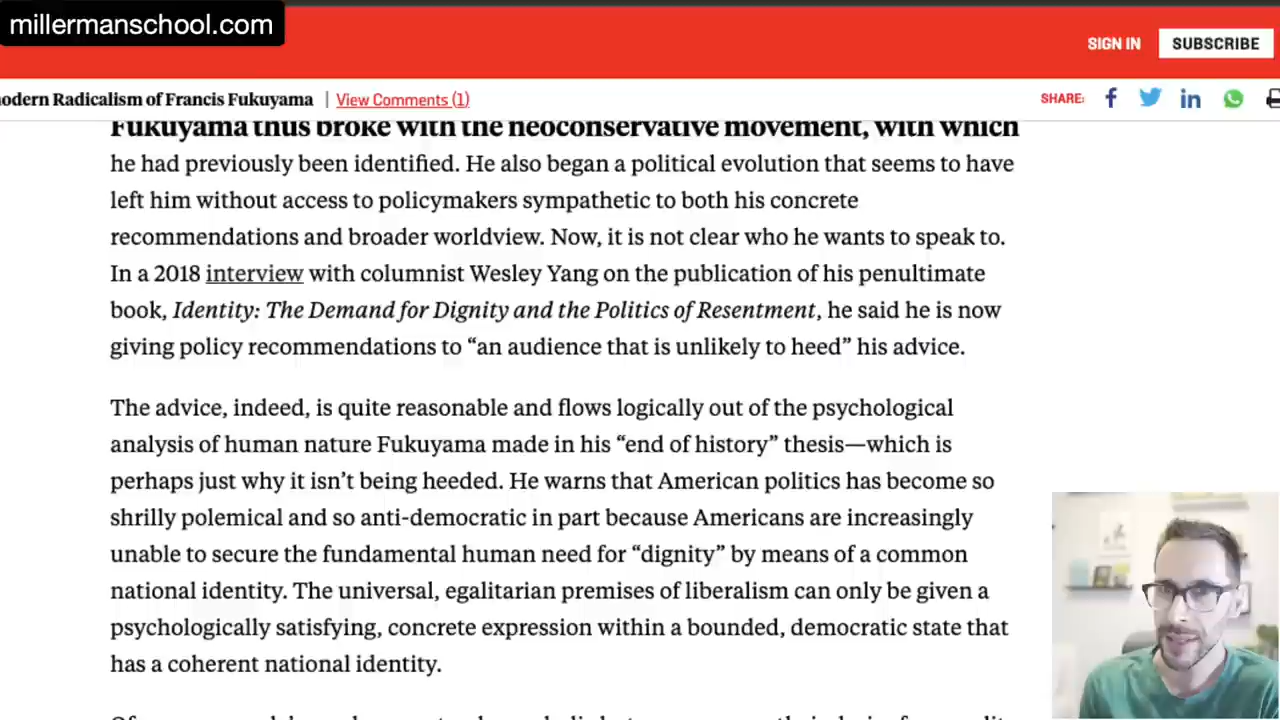 millermanschool.com
SIGN IN
SUBSCRIBE
odern Radicalism of Francis Fukuyama | View Comments (1)
SHARE:
Fukuyama thus broke with the neoconservative movement, with which
he had previously been identified. He also began a political evolution that seems to have
left him without access to policymakers sympathetic to both his concrete
recommendations and broader worldview. Now, it is not clear who he wants to speak to.
In a 2018 interview with columnist Wesley Yang on the publication of his penultimate
book, Identity: The Demand for Dignity and the Politics of Resentment, he said he is now
giving policy recommendations to “an audience that is unlikely to heed” his advice.
The advice, indeed, is quite reasonable and flows logically out of the psychological
analysis of human nature Fukuyama made in his “end of history” thesis—which is
perhaps just why it isn’t being heeded. He warns that American politics has become so
shrilly polemical and so anti-democratic in part because Americans are increasingly
unable to secure the fundamental human need for “dignity” by means of a common
national identity. The universal, egalitarian premises of liberalism can only be given a
psychologically satisfying, concrete expression within a bounded, democratic state that
has a coherent national identity.